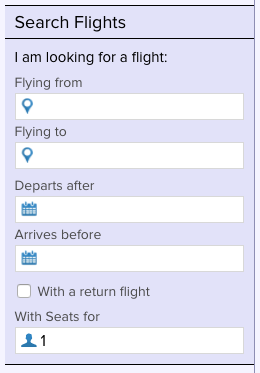 Search Flights
I am looking for a flight:
Flying from
Flying to
Departs after
Arrives before
With a return flight
With Seats for
1